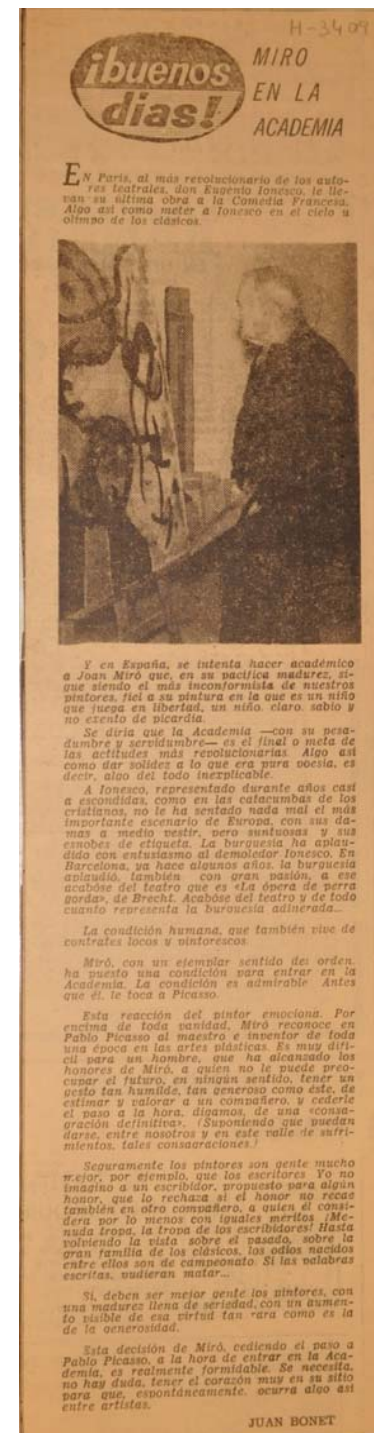 H-3409
¡buenos
días!
MIRO
EN LA
ACADEMIA
EN París, al más revolucionario de los auto-
res teatrales, don Eugenio Ionesco, le lle-
van su última obra a la Comedia Francesa.
Algo así como meter a Ionesco en el cielo u
olimpo de los clásicos.
Y en España, se intenta hacer académico
a Joan Miró que, en su pacífica madurez, si-
gue siendo el más inconformista de nuestros
pintores, fiel a su pintura en la que es un niño
que juega en libertad, un niño, claro, sabio y
no exento de picardía.
Se diría que la Academia —con su pesa-
dumbre y servidumbre— es el final o meta de
las actitudes más revolucionarias. Algo así
como dar solidez a lo que era pura poesía, es
decir, algo del todo inexplicable.
A Ionesco, representado durante años casi
a escondidas, como en las catacumbas de los
cristianos, no le ha sentado nada mal el más
importante escenario de Europa, con sus da-
mas a medio vestir, pero suntuosas y sus
esnobes de etiqueta. La burguesía ha aplau-
dido con entusiasmo al demoledor Ionesco. En
Barcelona, ya hace algunos años, la burguesía
aplaudió, también con gran pasión, a ese
acabóse del teatro que es «La ópera de perra
gorda», de Brecht. Acabóse del teatro y de todo
cuanto representa la burguesía adinerada...
La condición humana, que también vive de
contrates locos y pintorescos.
Miró, con un ejemplar sentido del orden,
ha puesto una condición para entrar en la
Academia. La condición es admirable. Antes
que él, le toca a Picasso.
Esta reacción del pintor emociona. Por
encima de toda vanidad, Miró reconoce en
Pablo Picasso al maestro e inventor de toda
una época en las artes plásticas. Es muy difí-
cil para un hombre, que ha alcanzado los
honores de Miró, a quien no le puede preo-
cupar el futuro, en ningún sentido, tener un
gesto tan humilde, tan generoso como éste, de
estimar y valorar a un compañero, y cederle
el paso a la hora, digamos, de una «consa-
gración definitiva». (Suponiendo que puedan
darse, entre nosotros y en este valle de sufri-
mientos, tales consagraciones.)
Seguramente los pintores son gente mucho
mejor, por ejemplo, que los escritores Yo no
imagino a un escribidor, propuesto para algún
honor, que lo rechaza si el honor no recae
también en otro compañero, a quien él consi-
dera por lo menos con iguales méritos ¡Me-
nuda tropa, la tropa de los escribidores! Hasta
volviendo la vista sobre el pasado, sobre la
gran familia de los clásicos, los odios nacidos
entre ellos son de campeonato. Si las palabras
escritas, pudieran matar...
Sí, deben ser mejor gente los pintores, con
una madurez llena de seriedad, con un aumen-
to visible de esa virtud tan rara como es la
de la generosidad.
Esta decisión de Miró, cediendo el paso a
Pablo Picasso, a la hora de entrar en la Aca-
demia, es realmente formidable. Se necesita,
no hay duda, tener el corazón muy en su sitio
para que, espontáneamente, ocurra algo así
entre artistas.
JUAN BONET